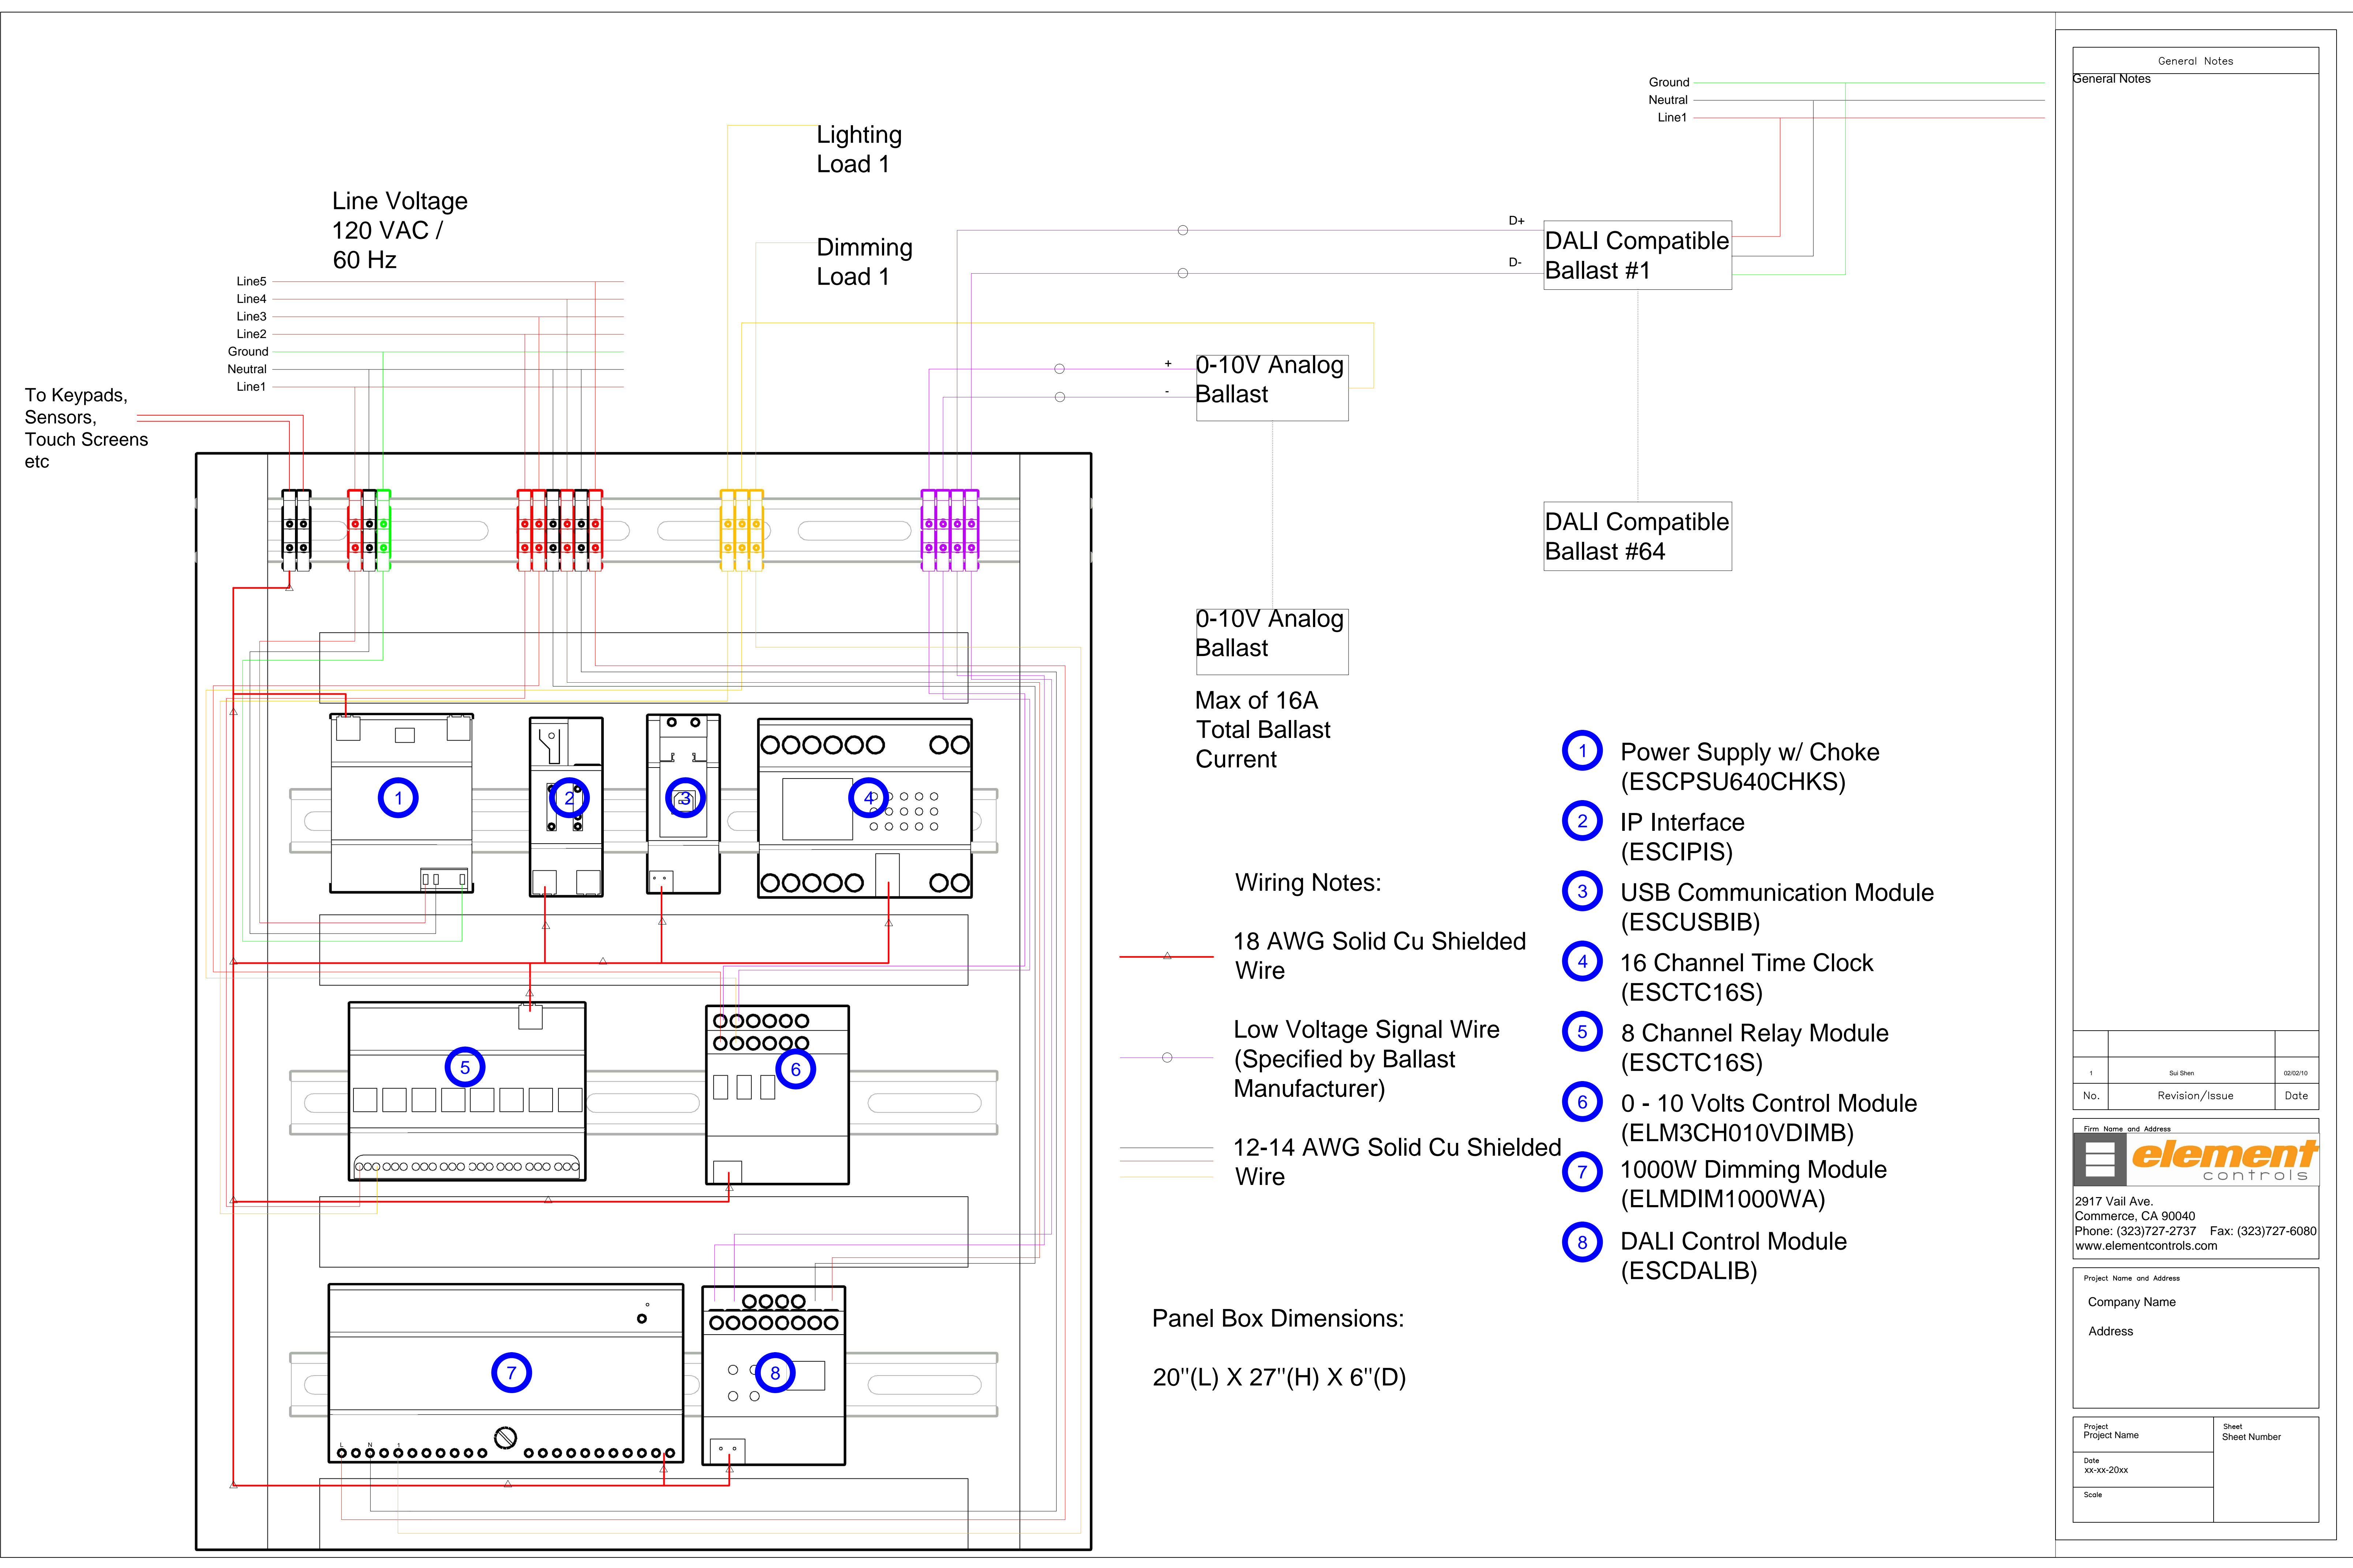 General Notes
General Notes
Ground
Neutral
Line1
Lighting
Load 1
Line Voltage
120 VAC /
60 Hz
Dimming
Load 1
D+
D-
DALI Compatible
Ballast #1
Line5
Line4
Line3
Line2
Ground
Neutral
Line1
+
-
0-10V Analog
Ballast
To Keypads,
Sensors,
Touch Screens
etc
DALI Compatible
Ballast #64
0-10V Analog
Ballast
Max of 16A
Total Ballast
Current
1
2
3
4
5
6
7
8
L
N
1
Wiring Notes:
18 AWG Solid Cu Shielded
Wire
Low Voltage Signal Wire
(Specified by Ballast
Manufacturer)
12-14 AWG Solid Cu Shielded
Wire
Panel Box Dimensions:
20"(L) X 27"(H) X 6"(D)
1 Power Supply w/ Choke
(ESCPSU640CHKS)
2 IP Interface
(ESCIPIS)
3 USB Communication Module
(ESCUSBIB)
4 16 Channel Time Clock
(ESCTC16S)
5 8 Channel Relay Module
(ESCTC16S)
6 0 - 10 Volts Control Module
(ELM3CH010VDIMB)
7 1000W Dimming Module
(ELMDIM1000WA)
8 DALI Control Module
(ESCDALIB)
1 Sui Shen 02/02/10
No. Revision/Issue Date
Firm Name and Address
element
controls
2917 Vail Ave.
Commerce, CA 90040
Phone: (323)727-2737 Fax: (323)727-6080
www.elementcontrols.com
Project Name and Address
Company Name
Address
Project
Project Name
Sheet
Sheet Number
Date
xx-xx-20xx
Scale